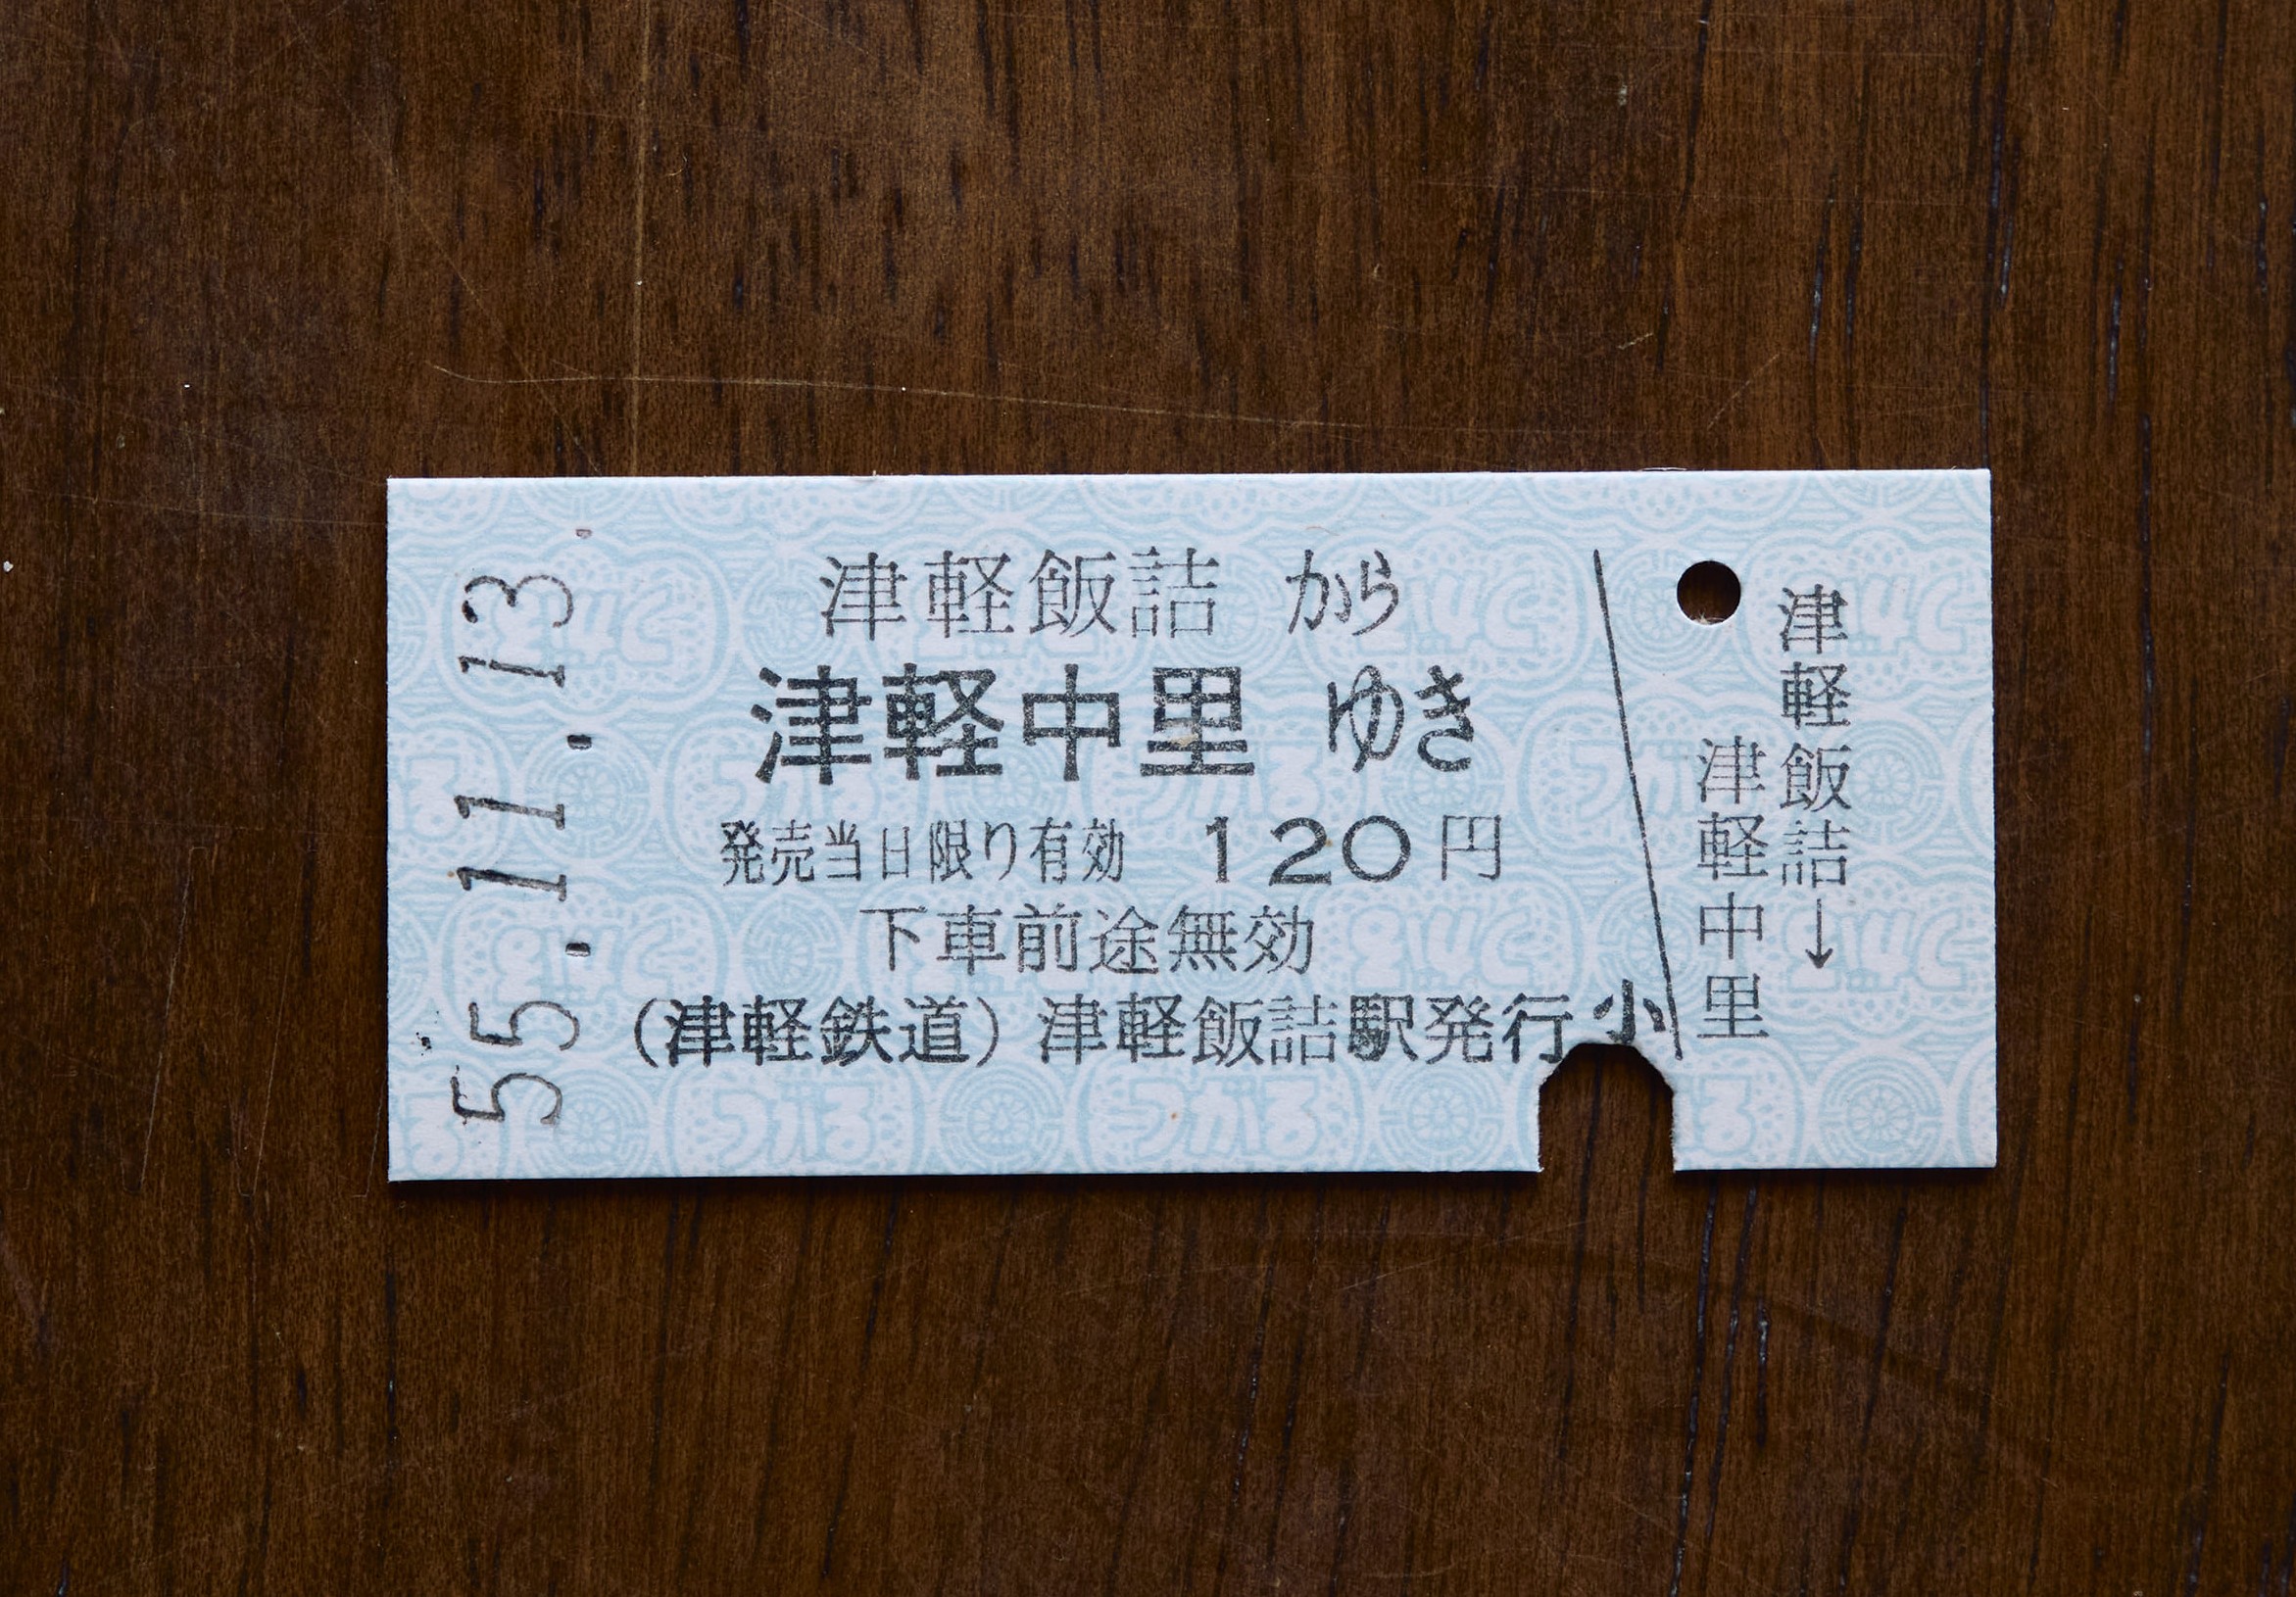 55.11.13.
津軽飯詰 から
津軽中里 ゆき
発売当日限り有効 120円
下車前途無効
(津軽鉄道) 津軽飯詰駅発行
小
津軽飯詰→
津軽中里